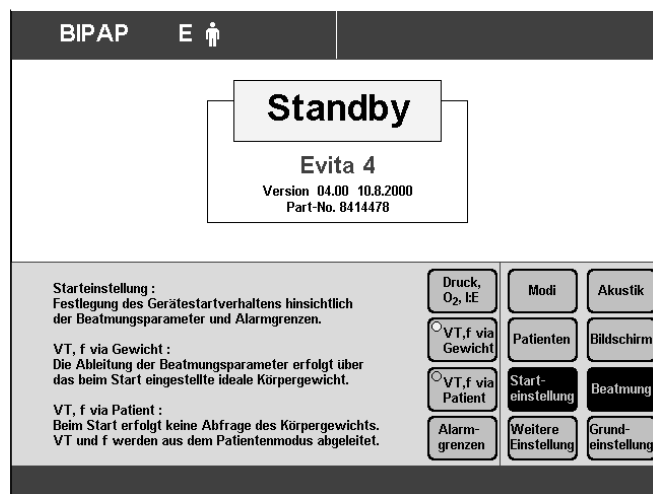 BIPAP E
Standby
Evita 4
Version 04.00 10.8.2000
Part-No. 8414478
Starteinstellung :
Festlegung des Gerätestartverhaltens hinsichtlich
der Beatmungsparameter und Alarmgrenzen.
VT, f via Gewicht :
Die Ableitung der Beatmungsparameter erfolgt über
das beim Start eingestellte ideale Körpergewicht.
VT, f via Patient :
Beim Start erfolgt keine Abfrage des Körpergewichts.
VT und f werden aus dem Patientenmodus abgeleitet.
Druck,
O₂, I:E
Modi
Akustik
VT,f via
Gewicht
Patienten
Bildschirm
VT,f via
Patient
Start-
einstellung
Beatmung
Alarm-
grenzen
Weitere
Einstellung
Grund-
einstellung